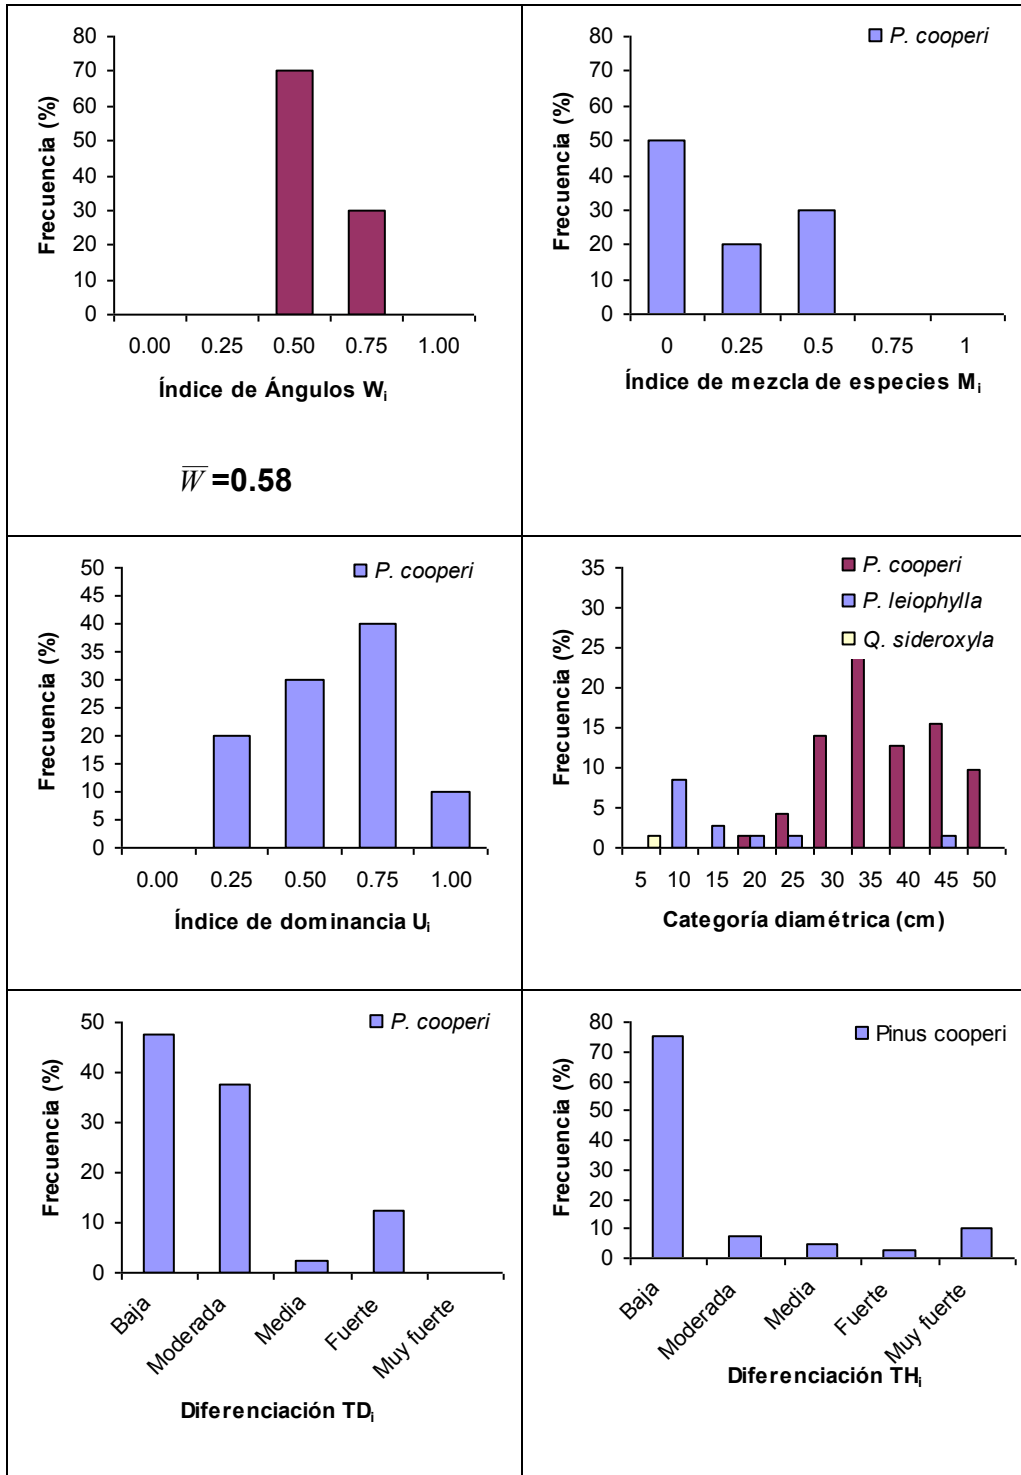 80
70
60
50
40
30
20
10
0
Frecuencia (%)
0.00 0.25 0.50 0.75 1.00
Índice de Ángulos Wi
W̅=0.58
P. cooperi
80
70
60
50
40
30
20
10
0
Frecuencia (%)
0 0.25 0.5 0.75 1
Índice de mezcla de especies Mi
P. cooperi
50
45
40
35
30
25
20
15
10
5
0
Frecuencia (%)
0.00 0.25 0.50 0.75 1.00
Índice de dominancia Ui
P. cooperi
P. leiophylla
Q. sideroxyla
35
30
25
20
15
10
5
0
Frecuencia (%)
5 10 15 20 25 30 35 40 45 50
Categoría diamétrica (cm)
P. cooperi
50
40
30
20
10
0
Frecuencia (%)
Baja Moderada Media Fuerte Muy fuerte
Diferenciación TDi
Pinus cooperi
80
70
60
50
40
30
20
10
0
Frecuencia (%)
Baja Moderada Media Fuerte Muy fuerte
Diferenciación THi